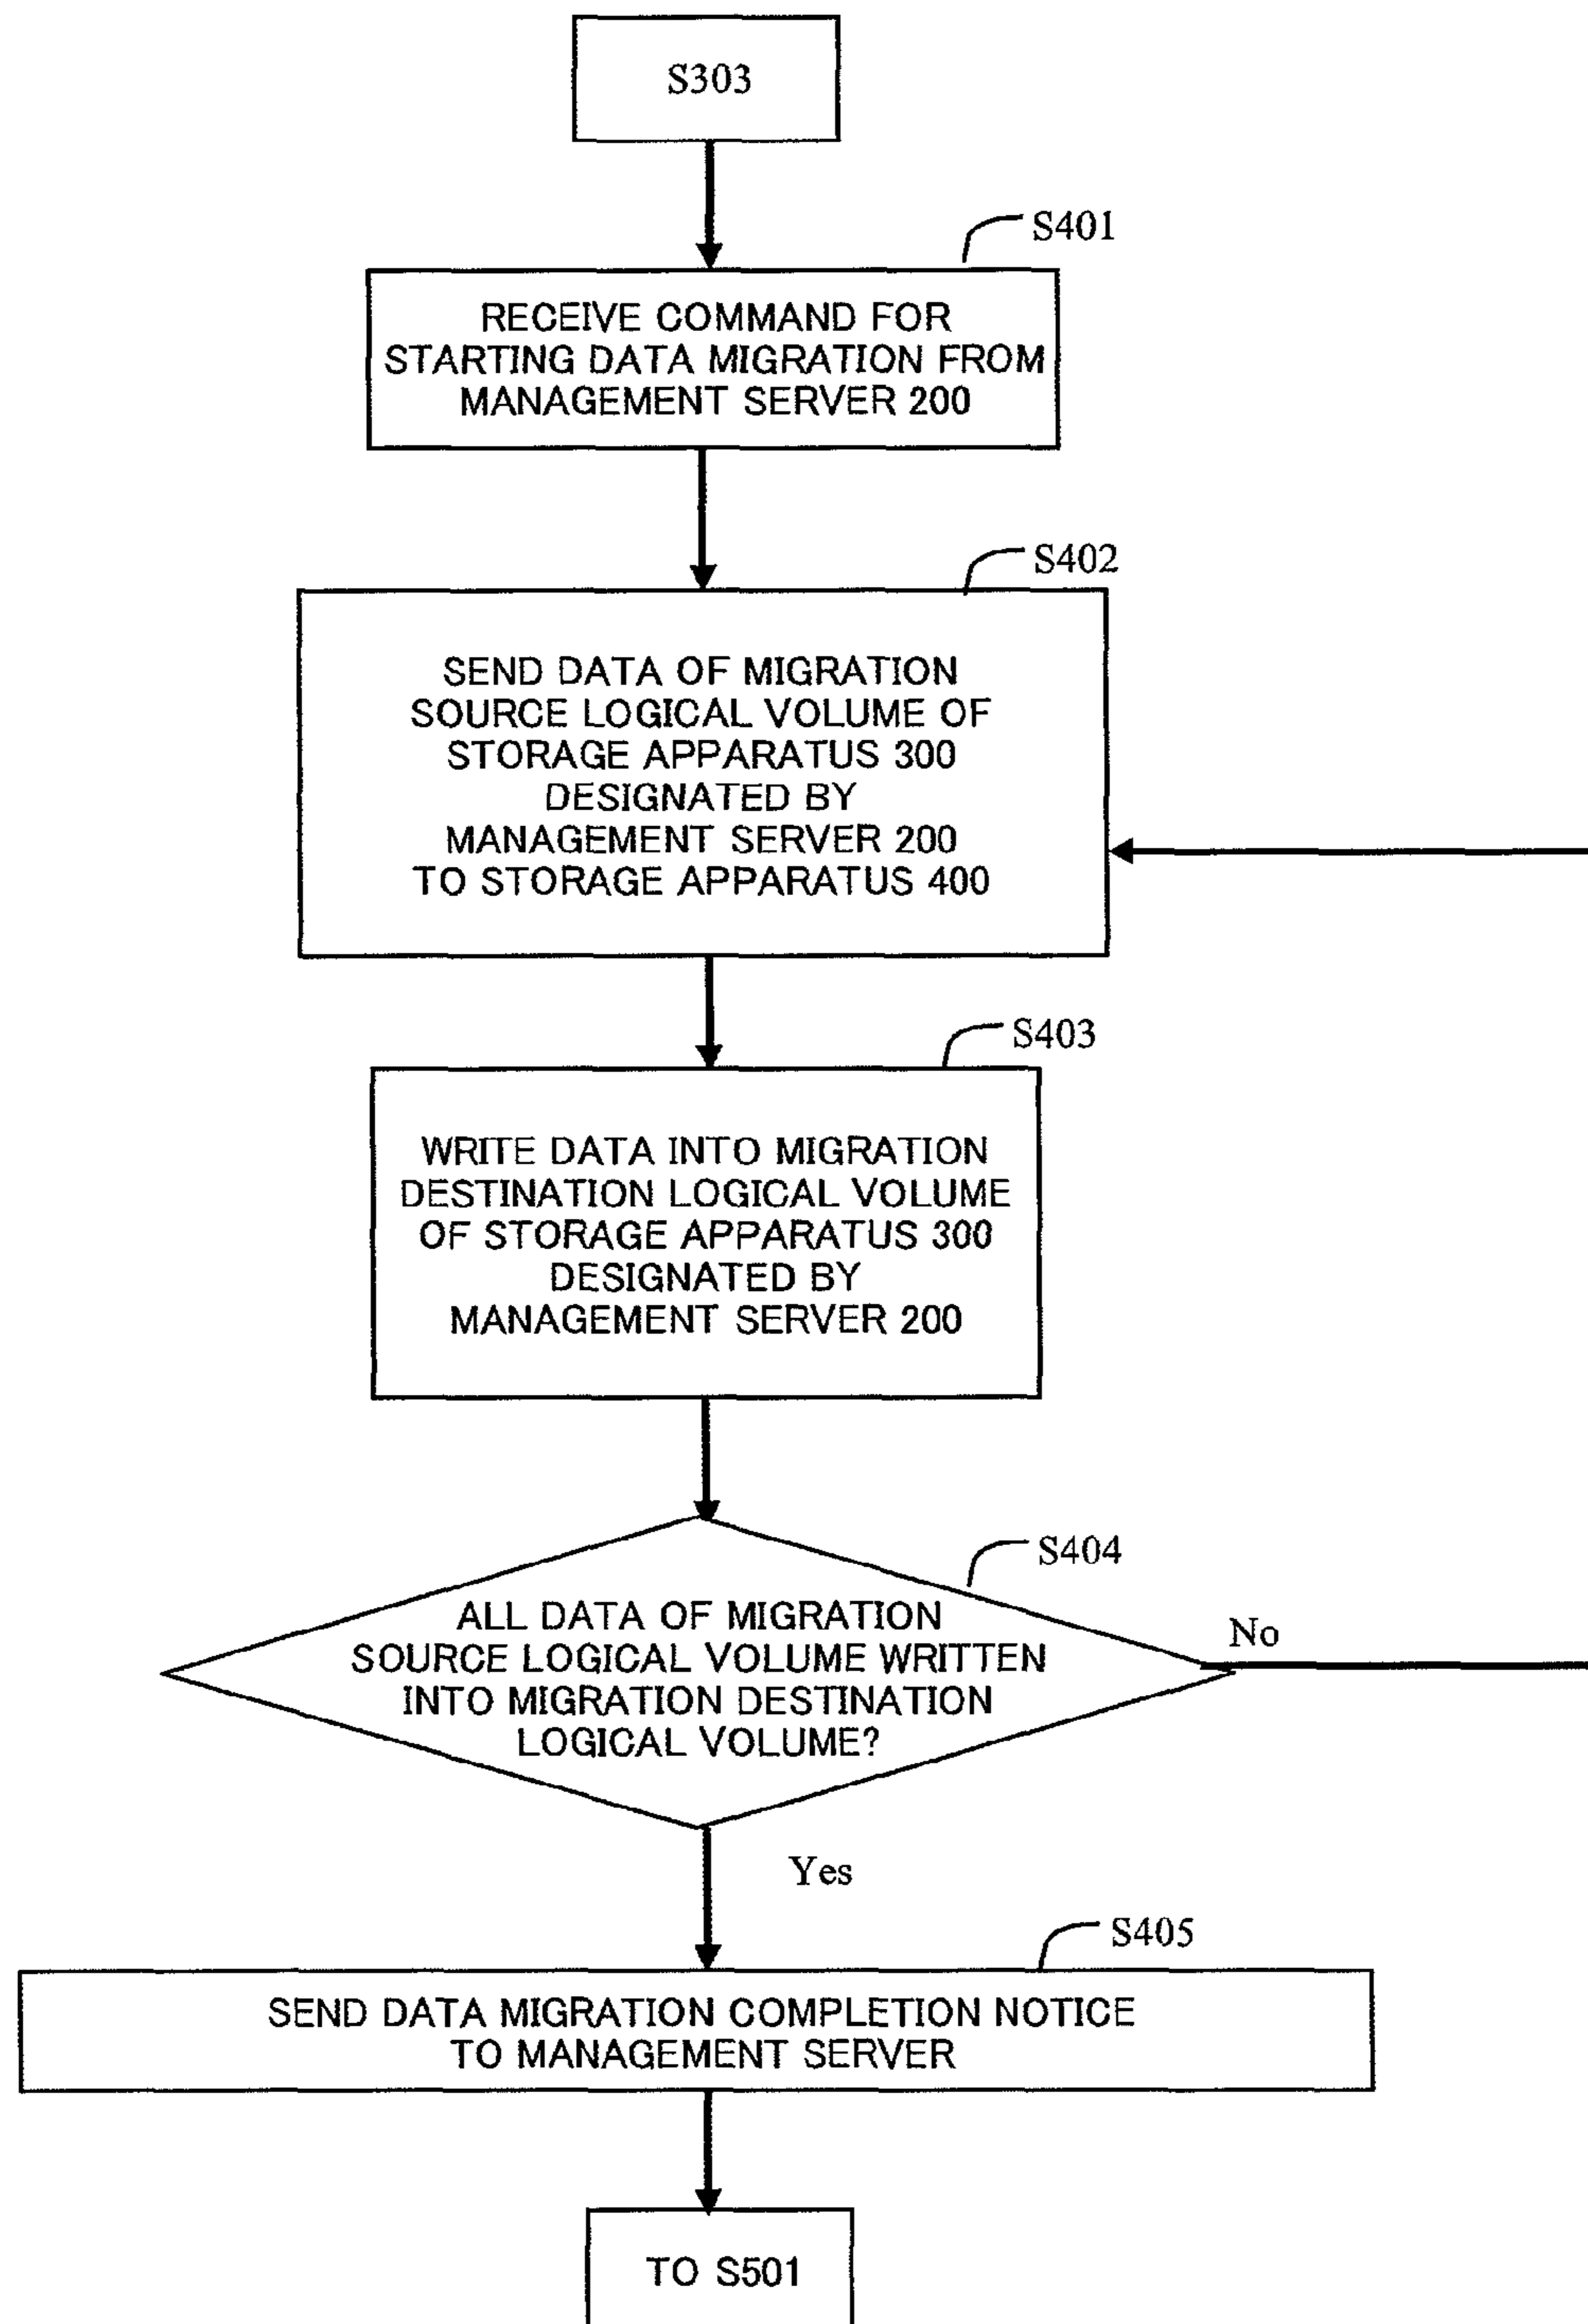 S303
S401
RECEIVE COMMAND FOR
STARTING DATA MIGRATION FROM
MANAGEMENT SERVER 200
S402
SEND DATA OF MIGRATION
SOURCE LOGICAL VOLUME OF
STORAGE APPARATUS 300
DESIGNATED BY
MANAGEMENT SERVER 200
TO STORAGE APPARATUS 400
S403
WRITE DATA INTO MIGRATION
DESTINATION LOGICAL VOLUME
OF STORAGE APPARATUS 300
DESIGNATED BY
MANAGEMENT SERVER 200
S404
ALL DATA OF MIGRATION
SOURCE LOGICAL VOLUME WRITTEN
INTO MIGRATION DESTINATION
LOGICAL VOLUME?
No
Yes
S405
SEND DATA MIGRATION COMPLETION NOTICE
TO MANAGEMENT SERVER
TO S501